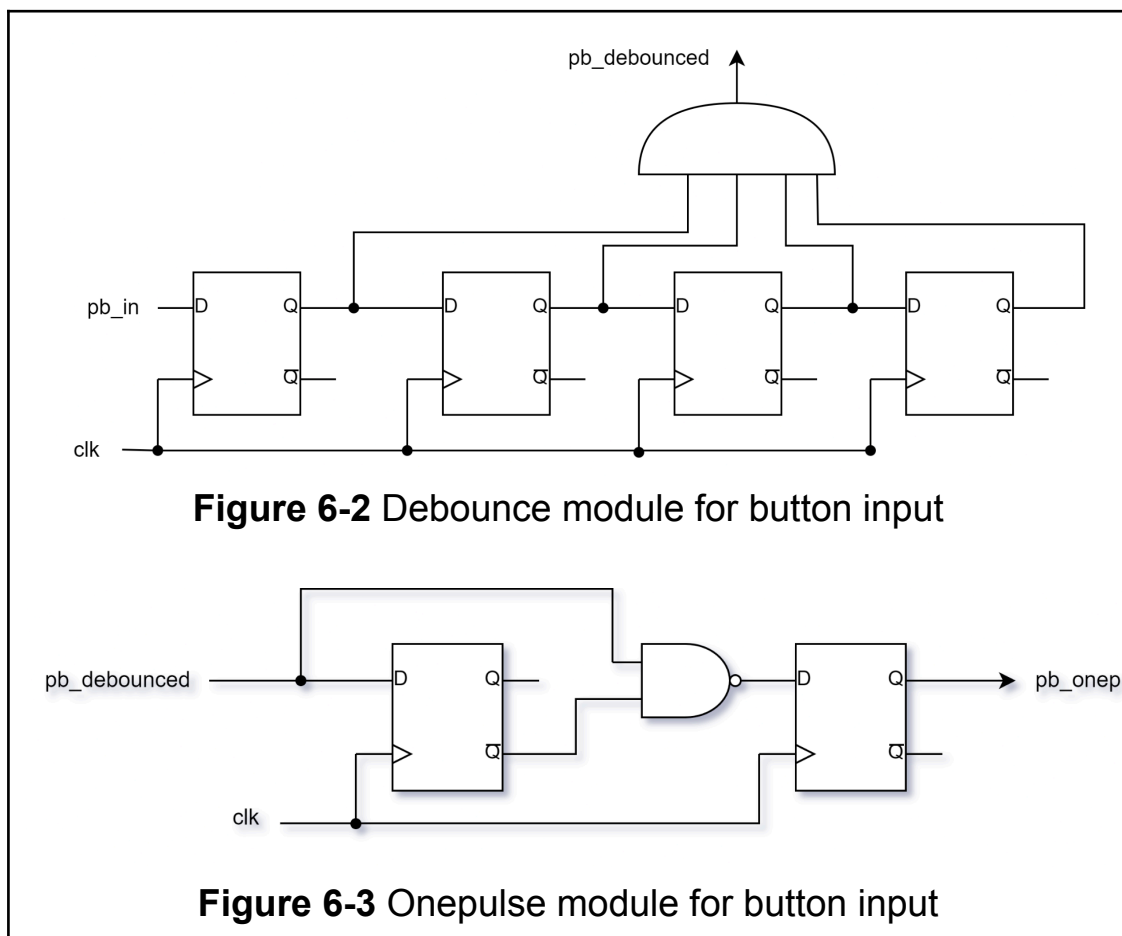 pb_debounced
pb_in
D Q
Q
D Q
Q
D Q
Q
D Q
Q
clk
Figure 6-2 Debounce module for button input
pb_debounced
D Q
Q
D Q
Q
pb_onep
clk
Figure 6-3 Onepulse module for button input